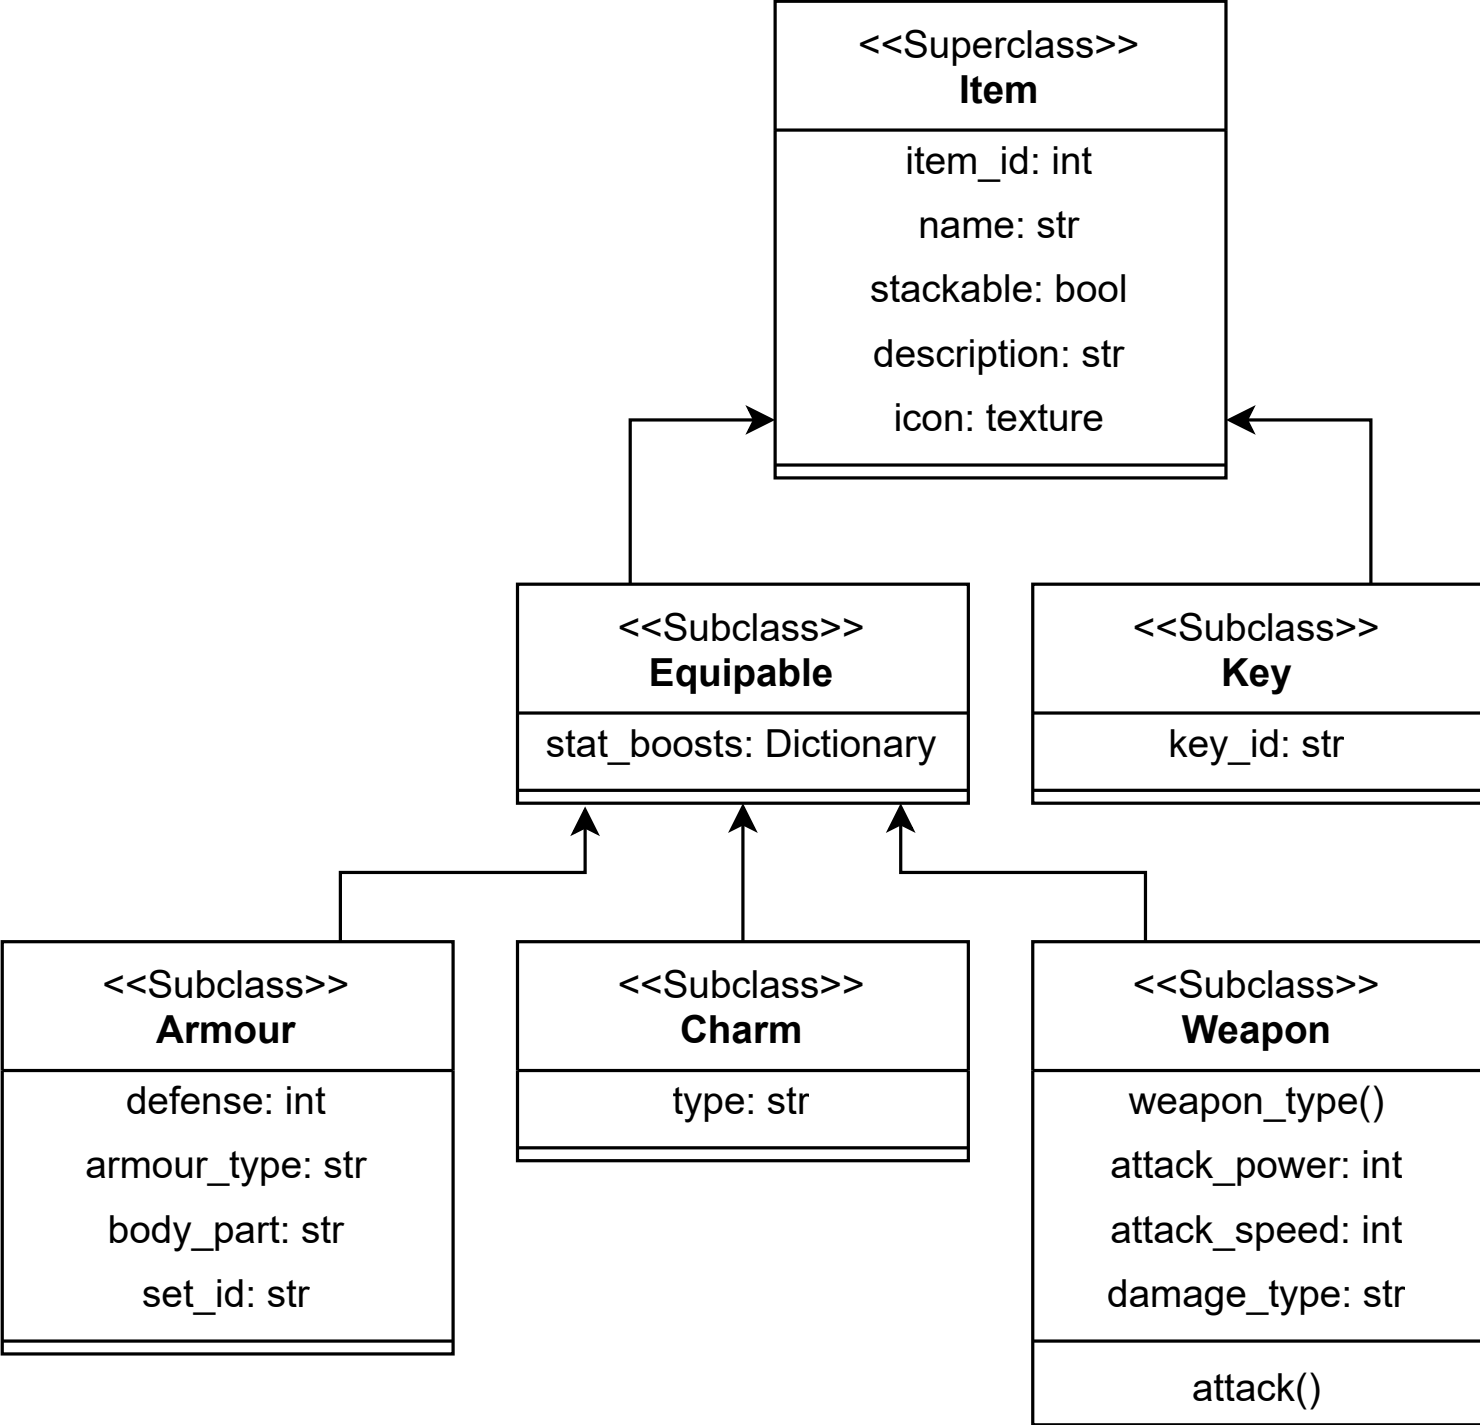 <<Superclass>>
Item
item_id: int
name: str
stackable: bool
description: str
icon: texture
<<Subclass>>
Equipable
stat_boosts: Dictionary
<<Subclass>>
Key
key_id: str
<<Subclass>>
Armour
defense: int
armour_type: str
body_part: str
set_id: str
<<Subclass>>
Charm
type: str
<<Subclass>>
Weapon
weapon_type()
attack_power: int
attack_speed: int
damage_type: str
attack()